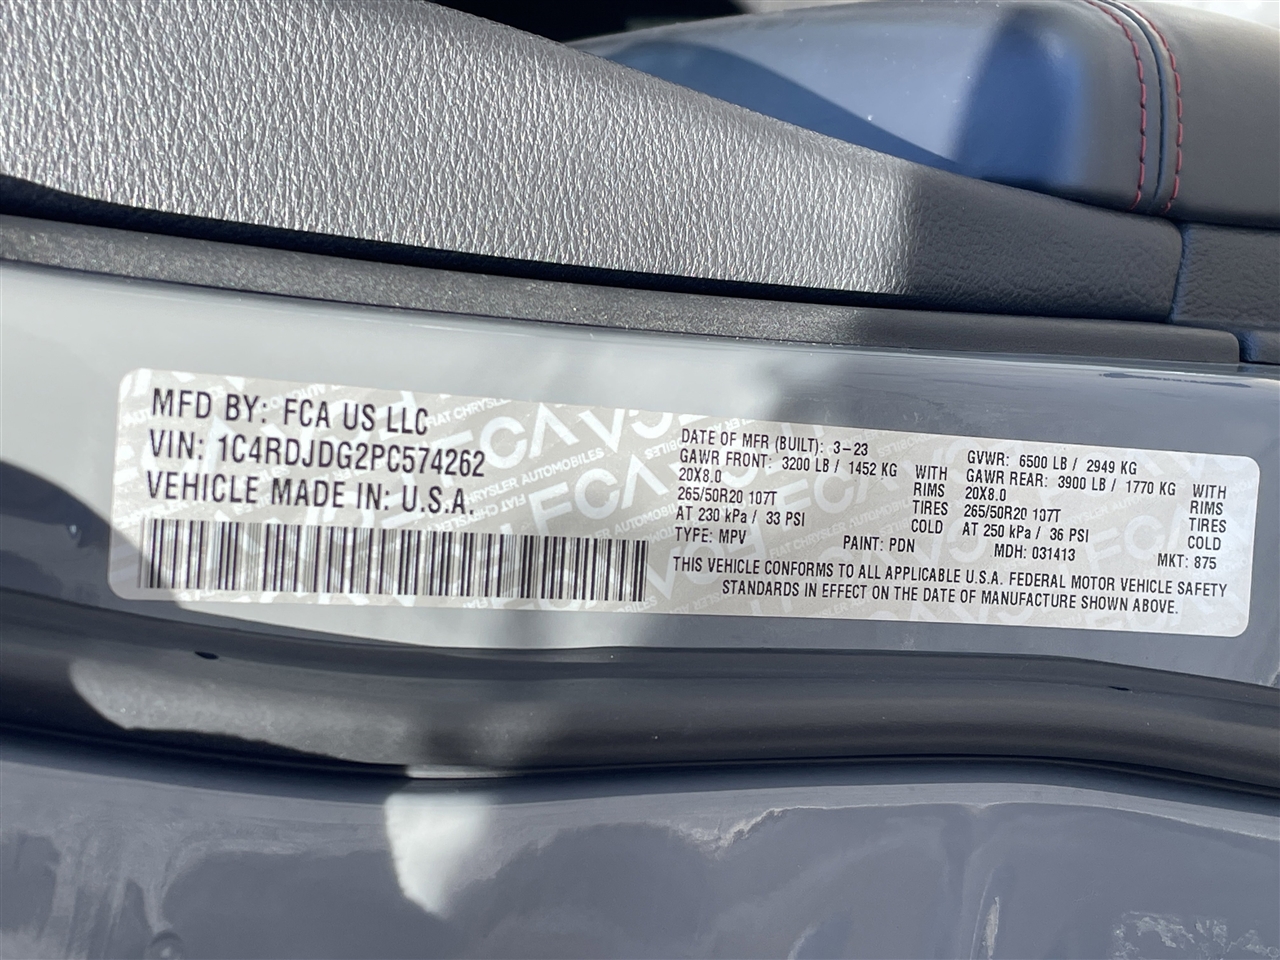 MFD BY: FCA US LLC
VIN: 1C4RDJDG2PC574262
VEHICLE MADE IN: U.S.A.
DATE OF MFR (BUILT): 3-23
GAWR FRONT: 3200 LB / 1452 KG WITH
20X8.0 RIMS
265/50R20 107T TIRES
AT 230 kPa / 33 PSI COLD
TYPE: MPV PAINT: PDN
GVWR: 6500 LB / 2949 KG
GAWR REAR: 3900 LB / 1770 KG WITH
20X8.0 RIMS
265/50R20 107T TIRES
AT 250 kPa / 36 PSI COLD
MDH: 031413 MKT: 875
THIS VEHICLE CONFORMS TO ALL APPLICABLE U.S.A. FEDERAL MOTOR VEHICLE SAFETY
STANDARDS IN EFFECT ON THE DATE OF MANUFACTURE SHOWN ABOVE.